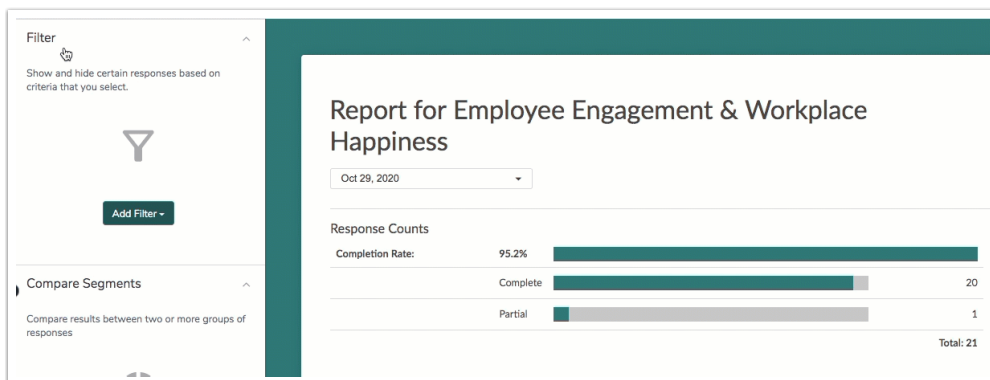 Filter
Show and hide certain responses based on
criteria that you select.
Add Filter
Compare Segments
Compare results between two or more groups of
responses
Report for Employee Engagement & Workplace
Happiness
Oct 29, 2020
Response Counts
Completion Rate: 95.2%
Complete 20
Partial 1
Total: 21